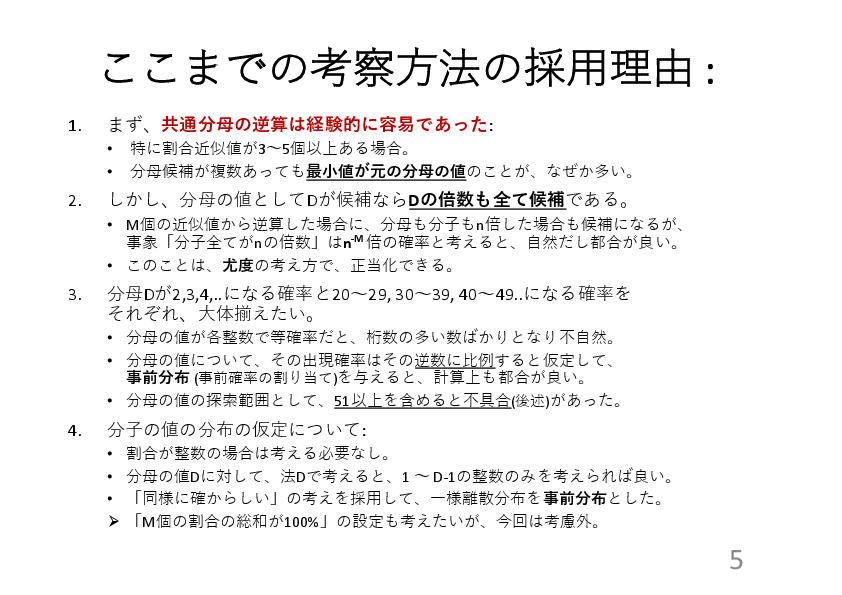 ここまでの考察方法の採用理由 :
1. まず、共通分母の逆算は経験的に容易であった:
• 特に割合近似値が3～5個以上ある場合。
• 分母候補が複数あっても最小値が元の分母の値のことが、なぜか多い。
2. しかし、分母の値としてDが候補ならDの倍数も全て候補である。
• M個の近似値から逆算した場合に、分母も分子もn倍した場合も候補になるが、
事象「分子全てがnの倍数」はn-M 倍の確率と考えると、自然だし都合が良い。
• このことは、尤度の考え方で、正当化できる。
3. 分母Dが2,3,4,..になる確率と20～29, 30～39, 40～49..になる確率を
それぞれ、大体揃えたい。
• 分母の値が各整数で等確率だと、桁数の多い数ばかりとなり不自然。
• 分母の値について、その出現確率はその逆数に比例すると仮定して、
事前分布 (事前確率の割り当て)を与えると、計算上も都合が良い。
• 分母の値の探索範囲として、51以上を含めると不具合(後述)があった。
4. 分子の値の分布の仮定について:
• 割合が整数の場合は考える必要なし。
• 分母の値Dに対して、法Dで考えると、1 ～ D-1の整数のみを考えられば良い。
• 「同様に確からしい」の考えを採用して、一様離散分布を事前分布とした。
➢ 「M個の割合の総和が100%」の設定も考えたいが、今回は考慮外。
5